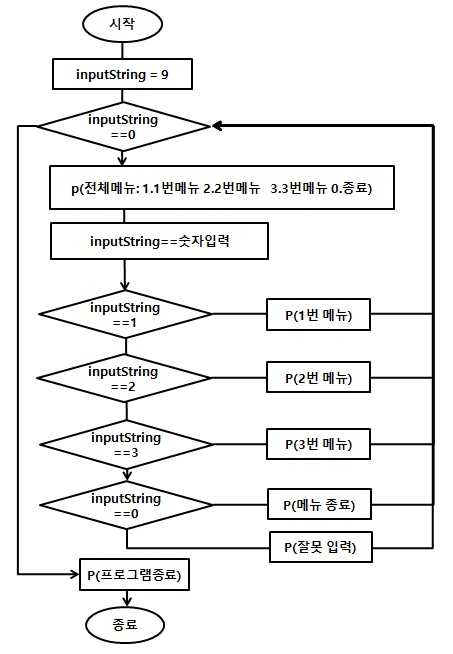 시작
inputString = 9
inputString
==0
p(전체메뉴: 1.1번메뉴 2.2번메뉴 3.3번메뉴 0.종료)
inputString==숫자입력
inputString
==1
P(1번 메뉴)
inputString
==2
P(2번 메뉴)
inputString
==3
P(3번 메뉴)
inputString
==0
P(메뉴 종료)
P(잘못 입력)
P(프로그램종료)
종료